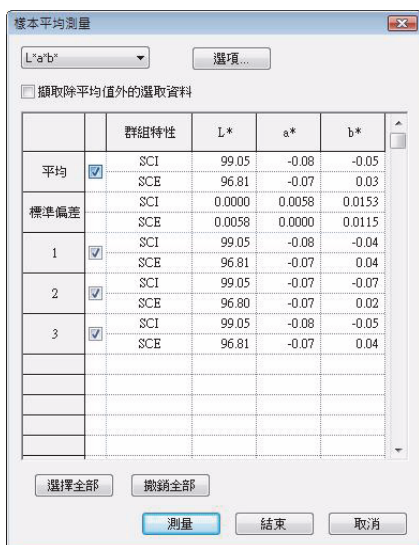 樣本平均測量
L*a*b*
選項...
擷取除平均值外的選取資料
群組特性 L* a* b*
平均 SCI 99.05 -0.08 -0.05
SCE 96.81 -0.07 0.03
標準偏差 SCI 0.0000 0.0058 0.0153
SCE 0.0058 0.0000 0.0115
1 SCI 99.05 -0.08 -0.04
SCE 96.81 -0.07 0.04
2 SCI 99.05 -0.07 -0.07
SCE 96.80 -0.07 0.02
3 SCI 99.05 -0.08 -0.05
SCE 96.81 -0.07 0.04
選擇全部 撤銷全部
測量 結束 取消